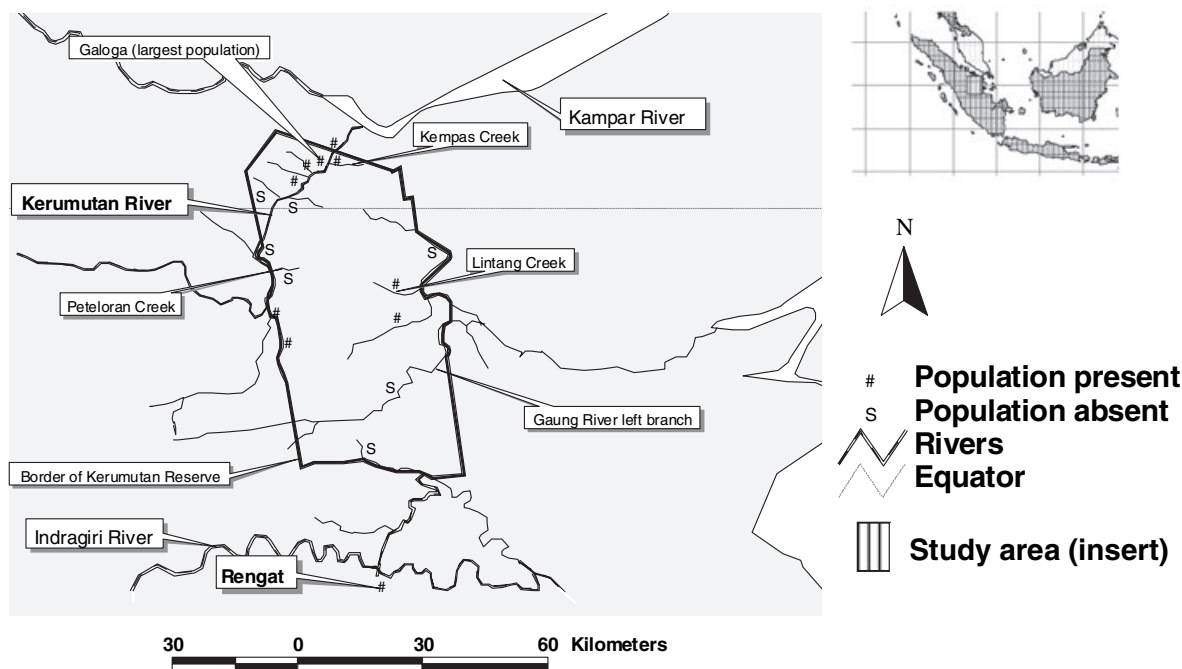 Galoga (largest population)
Kampar River
Kempas Creek
#
#
#
#
#
Kerumutan River
S
S
S
S
Lintang Creek
#
S
Peteloran Creek
#
#
#
S
Gaung River left branch
S
Border of Kerumutan Reserve
Indragiri River
Rengat
#
30 0 30 60 Kilometers
N
# Population present
S Population absent
Rivers
Equator
Study area (insert)